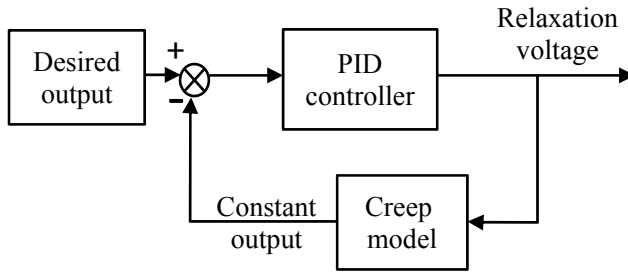 Relaxation
voltage
Desired
output
+
−
PID
controller
Constant
output
Creep
model